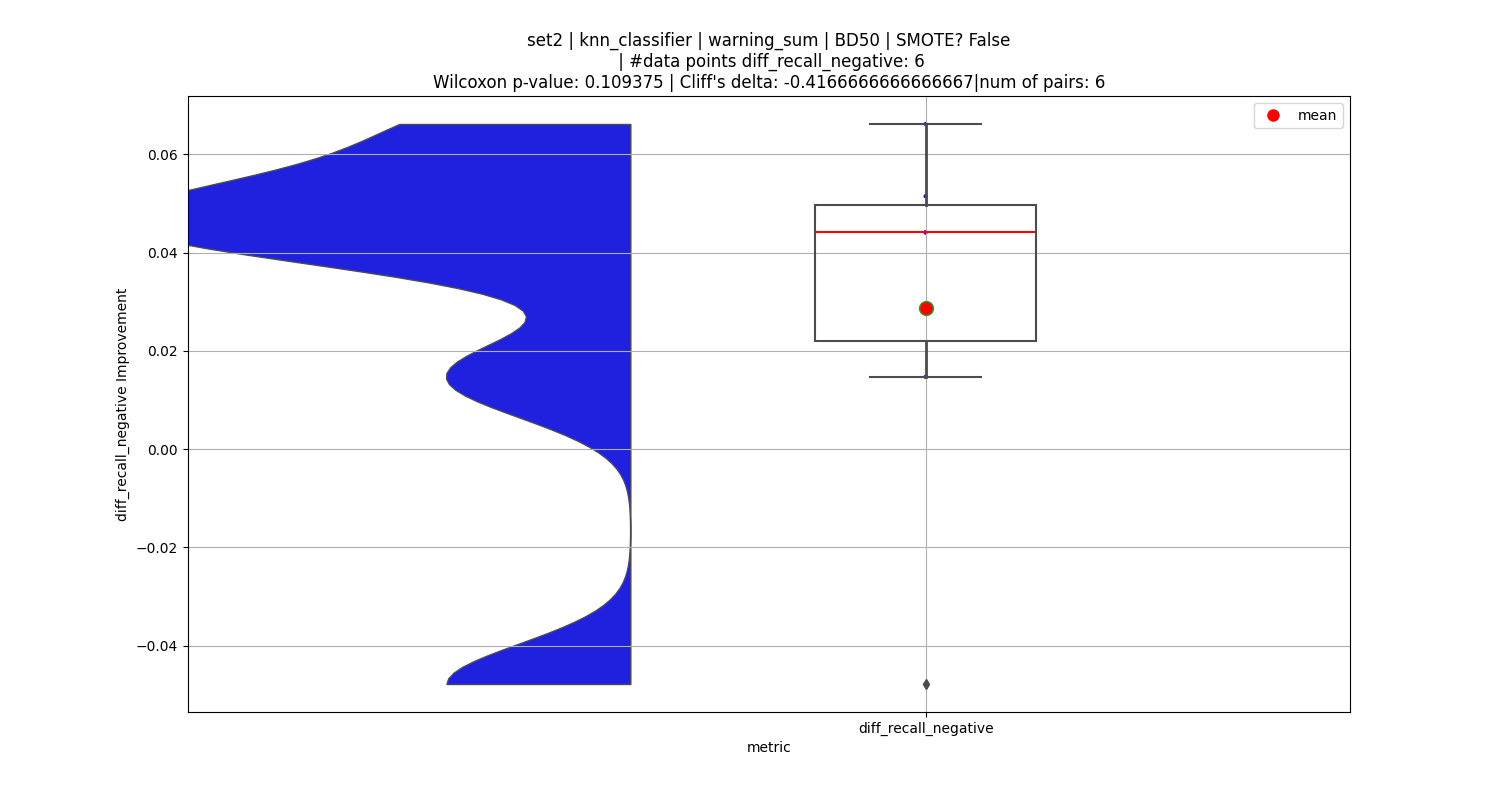 set2 | knn_classifier | warning_sum | BD50 | SMOTE? False
| #data points diff_recall_negative: 6
Wilcoxon p-value: 0.109375 | Cliff's delta: -0.4166666666666667|num of pairs: 6
mean
0.06
0.04
0.02
0.00
−0.02
−0.04
diff_recall_negative Improvement
diff_recall_negative
metric